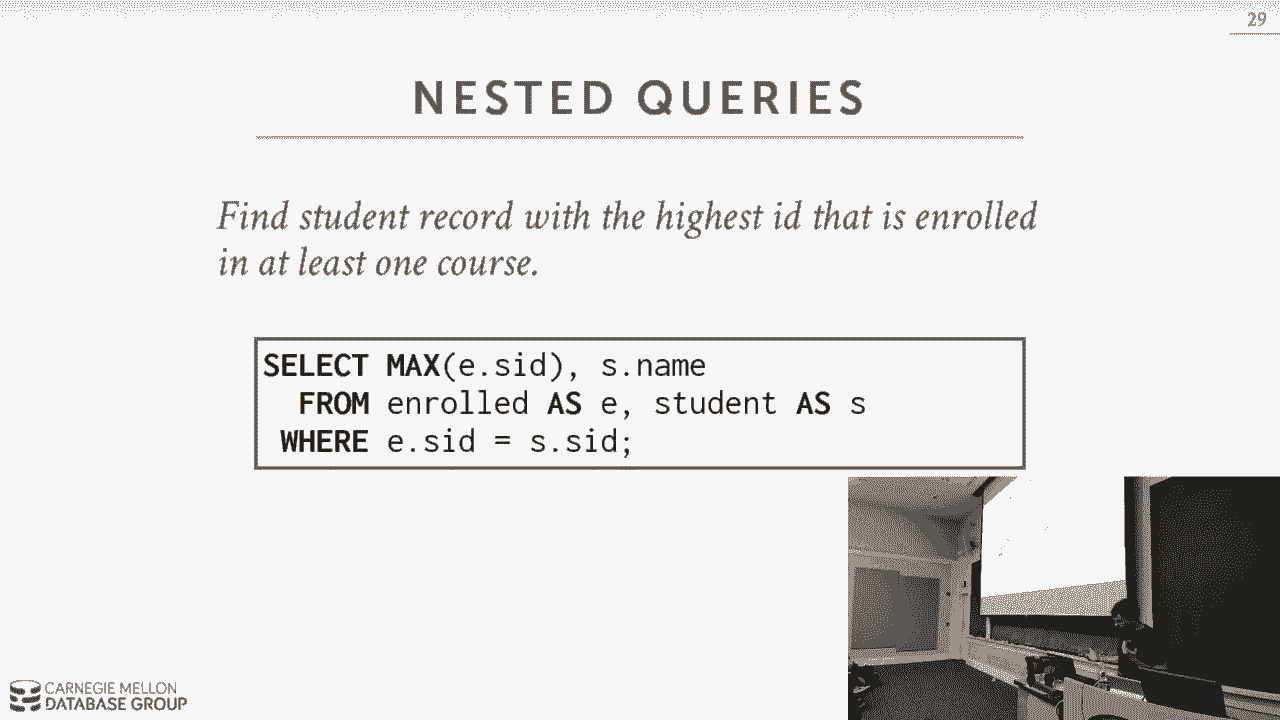 29
NESTED QUERIES
Find student record with the highest id that is enrolled
in at least one course.
SELECT MAX(e.sid), s.name
FROM enrolled AS e, student AS s
WHERE e.sid = s.sid;
CARNEGIE MELLON
DATABASE GROUP